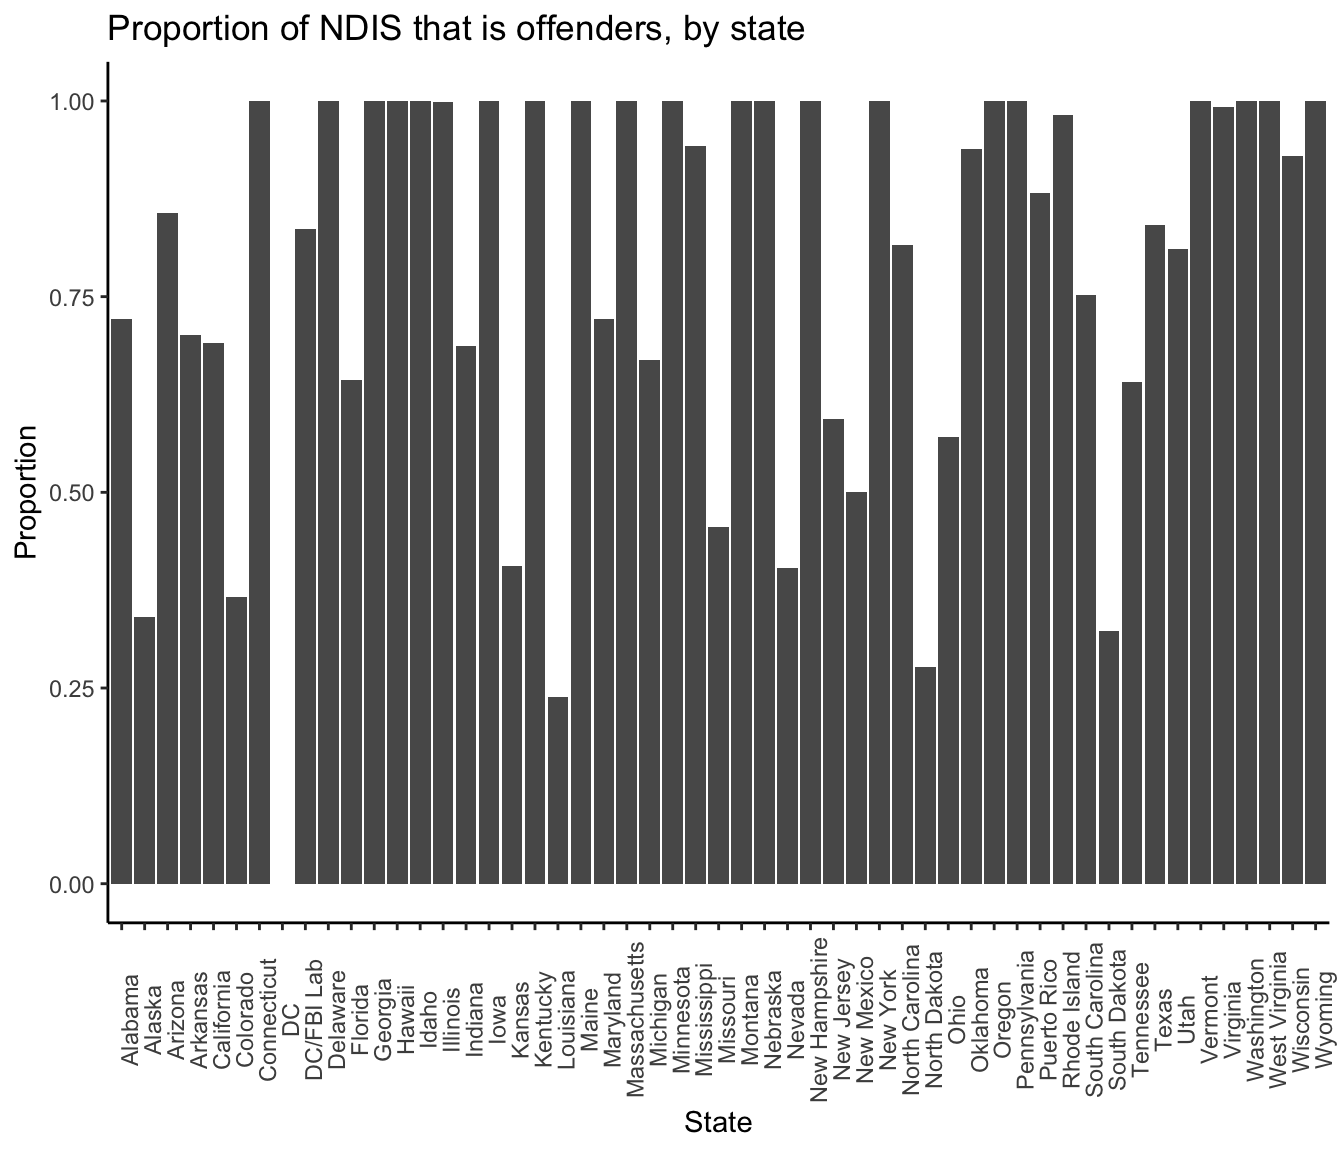 Proportion of NDIS that is offenders, by state
1.00
0.75
0.50
0.25
0.00
Proportion
Alabama
Alaska
Arizona
Arkansas
California
Colorado
Connecticut
DC
DC/FBI Lab
Delaware
Florida
Georgia
Hawaii
Idaho
Illinois
Indiana
Iowa
Kansas
Kentucky
Louisiana
Maine
Maryland
Massachusetts
Michigan
Minnesota
Mississippi
Missouri
Montana
Nebraska
Nevada
New Hampshire
New Jersey
New Mexico
New York
North Carolina
North Dakota
Ohio
Oklahoma
Oregon
Pennsylvania
Puerto Rico
Rhode Island
South Carolina
South Dakota
Tennessee
Texas
Utah
Vermont
Virginia
Washington
West Virginia
Wisconsin
Wyoming
State